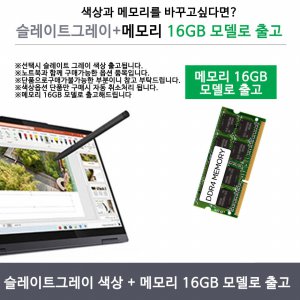 색상과 메모리를 바꾸고싶다면?
슬레이트그레이+메모리 16GB 모델로 출고
※선택시 슬레이트 그레이 색상 출고됩니다.
※노트북과 함께 구매가능한 옵션 품목입니다.
※단품으로구매가불가능한 부분이니 참고 부탁드립니다.
※색상옵션 단품만 구매시 자동 취소처리 됩니다.
※메모리 16GB 모델로 출고해드립니다
메모리 16GB
모델로 출고
DDR4 MEMORY
슬레이트그레이 색상 + 메모리 16GB 모델로 출고